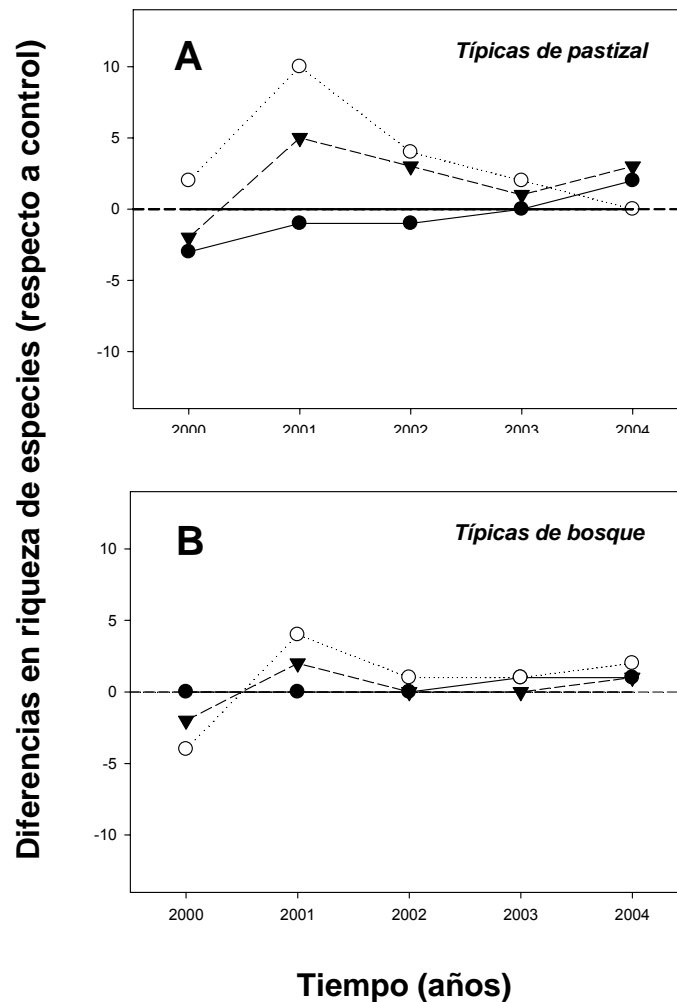 Diferencias en riqueza de especies (respecto a control)
A
Típicas de pastizal
10
5
0
-5
-10
2000 2001 2002 2003 2004
B
Típicas de bosque
10
5
0
-5
-10
2000 2001 2002 2003 2004
Tiempo (años)